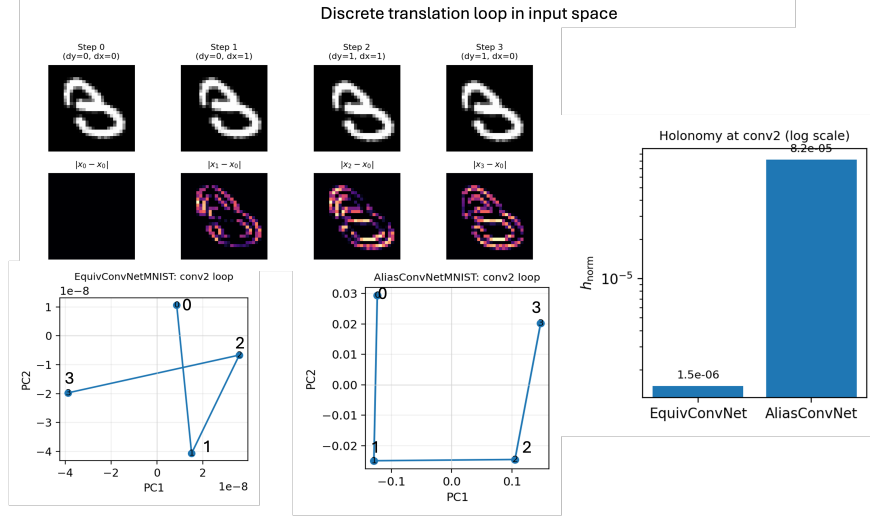 Discrete translation loop in input space
Step 0
(dy=0, dx=0)
Step 1
(dy=0, dx=1)
Step 2
(dy=1, dx=1)
Step 3
(dy=1, dx=0)
|x₀ − x₀|
|x₁ − x₀|
|x₂ − x₀|
|x₃ − x₀|
EquivConvNetMNIST: conv2 loop
1e−8
1
0
−1
−2
−3
−4
PC2
0
1
2
3
−4
−2
0
2
1e−8
PC1
AliasConvNetMNIST: conv2 loop
0.03
0.02
0.01
0.00
−0.01
−0.02
PC2
0
1
2
3
−0.1
0.0
0.1
PC1
Holonomy at conv2 (log scale)
8.2e-05
10⁻⁵
h_norm
1.5e-06
EquivConvNet
AliasConvNet